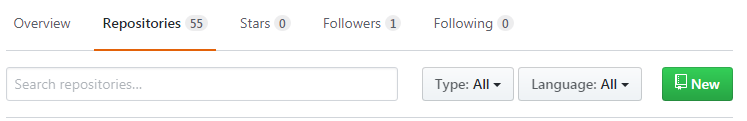 Overview Repositories 55 Stars 0 Followers 1 Following 0
Search repositories... Type: All Language: All New